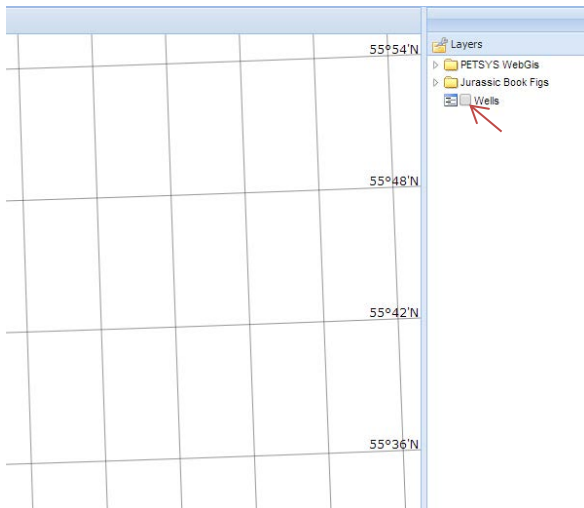 55°54'N
55°48'N
55°42'N
55°36'N
Layers
PETSYS WebGis
Jurassic Book Figs
Wells